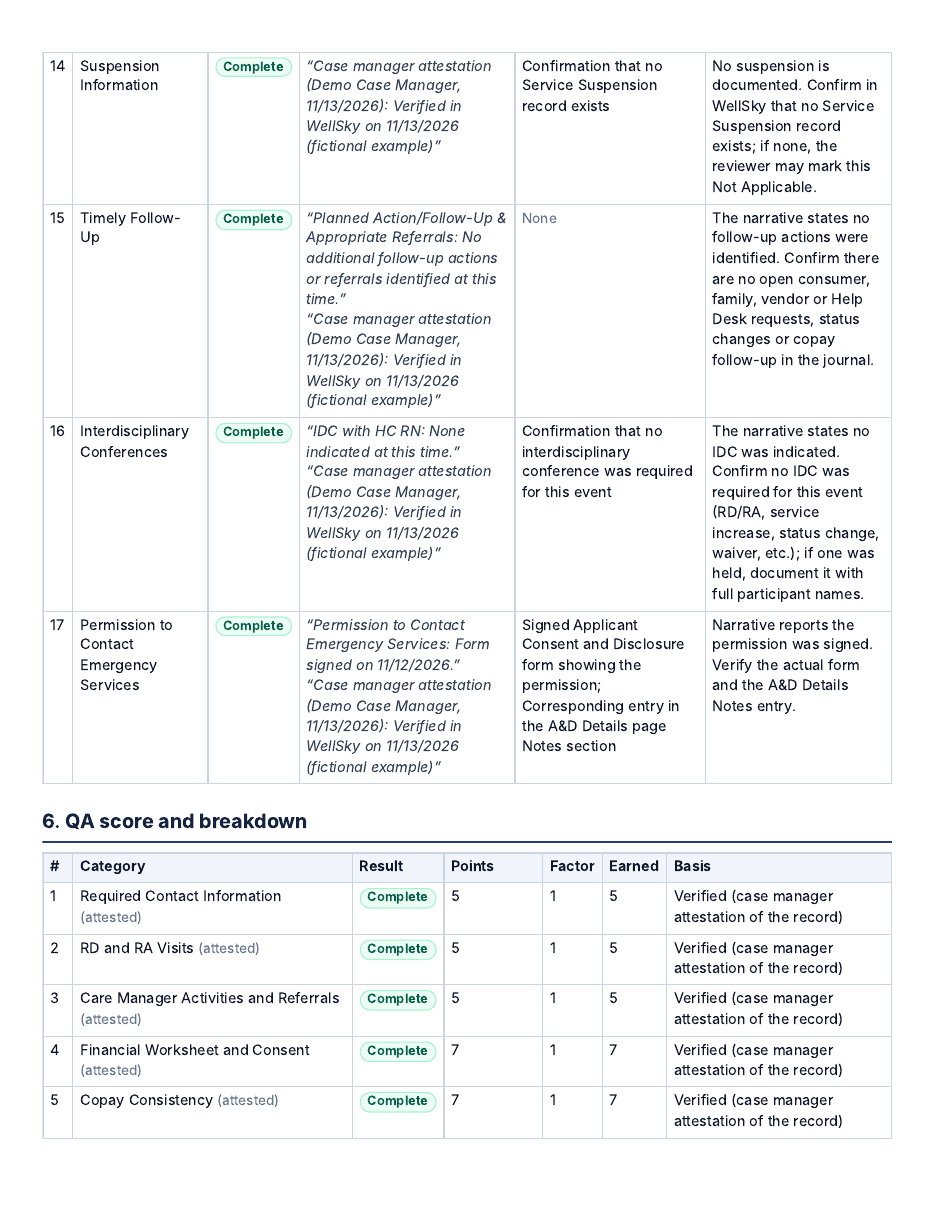 14 Suspension Information Complete “Case manager attestation (Demo Case Manager, 11/13/2026): Verified in WellSky on 11/13/2026 (fictional example)” Confirmation that no Service Suspension record exists No suspension is documented. Confirm in WellSky that no Service Suspension record exists; if none, the reviewer may mark this Not Applicable.
15 Timely Follow-Up Complete “Planned Action/Follow-Up & Appropriate Referrals: No additional follow-up actions or referrals identified at this time.” “Case manager attestation (Demo Case Manager, 11/13/2026): Verified in WellSky on 11/13/2026 (fictional example)” None The narrative states no follow-up actions were identified. Confirm there are no open consumer, family, vendor or Help Desk requests, status changes or copay follow-up in the journal.
16 Interdisciplinary Conferences Complete “IDC with HC RN: None indicated at this time.” “Case manager attestation (Demo Case Manager, 11/13/2026): Verified in WellSky on 11/13/2026 (fictional example)” Confirmation that no interdisciplinary conference was required for this event The narrative states no IDC was indicated. Confirm no IDC was required for this event (RD/RA, service increase, status change, waiver, etc.); if one was held, document it with full participant names.
17 Permission to Contact Emergency Services Complete “Permission to Contact Emergency Services: Form signed on 11/12/2026.” “Case manager attestation (Demo Case Manager, 11/13/2026): Verified in WellSky on 11/13/2026 (fictional example)” Signed Applicant Consent and Disclosure form showing the permission; Corresponding entry in the A&D Details page Notes section Narrative reports the permission was signed. Verify the actual form and the A&D Details Notes entry.
6. QA score and breakdown
# Category Result Points Factor Earned Basis
1 Required Contact Information (attested) Complete 5 1 5 Verified (case manager attestation of the record)
2 RD and RA Visits (attested) Complete 5 1 5 Verified (case manager attestation of the record)
3 Care Manager Activities and Referrals (attested) Complete 5 1 5 Verified (case manager attestation of the record)
4 Financial Worksheet and Consent (attested) Complete 7 1 7 Verified (case manager attestation of the record)
5 Copay Consistency (attested) Complete 7 1 7 Verified (case manager attestation of the record)